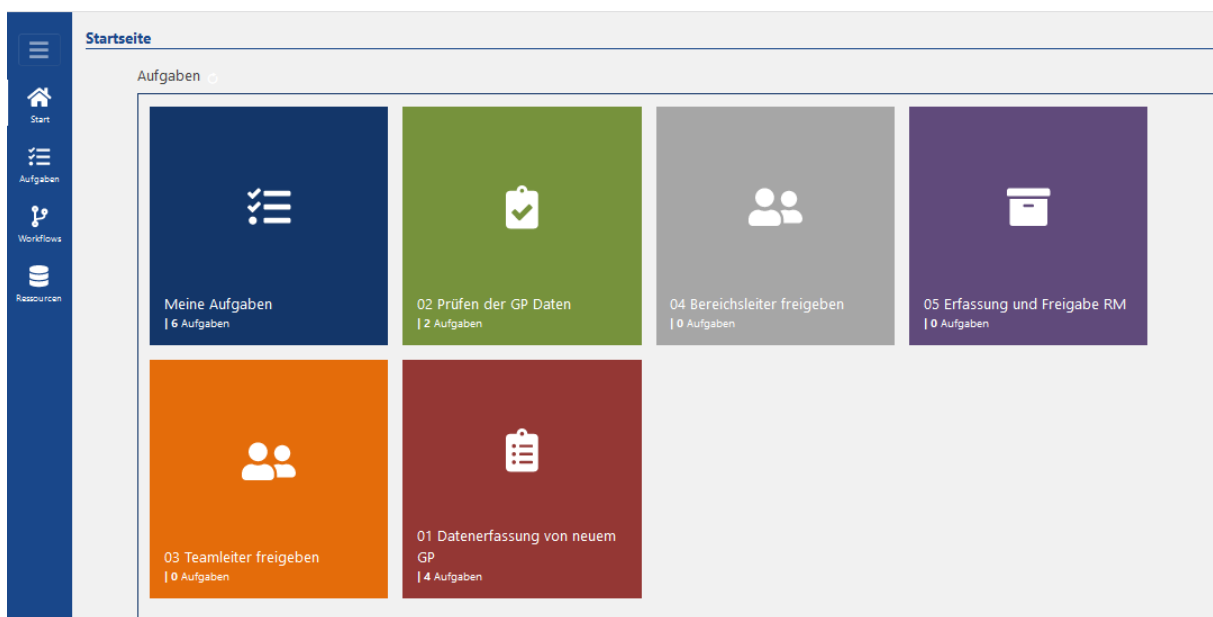 Startseite
Aufgaben
Start
Aufgaben
Workflows
Ressourcen
Meine Aufgaben
| 6 Aufgaben
02 Prüfen der GP Daten
| 2 Aufgaben
04 Bereichsleiter freigeben
| 0 Aufgaben
05 Erfassung und Freigabe RM
| 0 Aufgaben
03 Teamleiter freigeben
| 0 Aufgaben
01 Datenerfassung von neuem
GP
| 4 Aufgaben